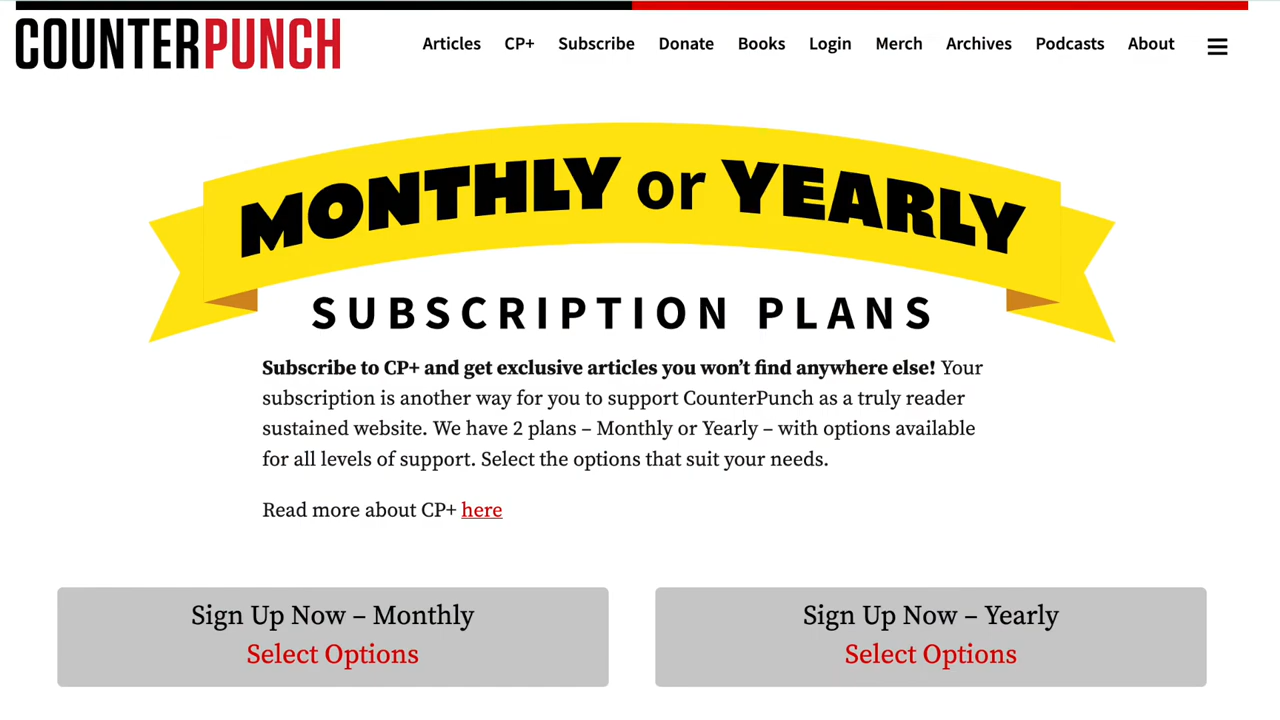 COUNTERPUNCH
Articles CP+ Subscribe Donate Books Login Merch Archives Podcasts About
MONTHLY or YEARLY
SUBSCRIPTION PLANS
Subscribe to CP+ and get exclusive articles you won’t find anywhere else! Your
subscription is another way for you to support CounterPunch as a truly reader
sustained website. We have 2 plans – Monthly or Yearly – with options available
for all levels of support. Select the options that suit your needs.
Read more about CP+ here
Sign Up Now – Monthly
Select Options
Sign Up Now – Yearly
Select Options